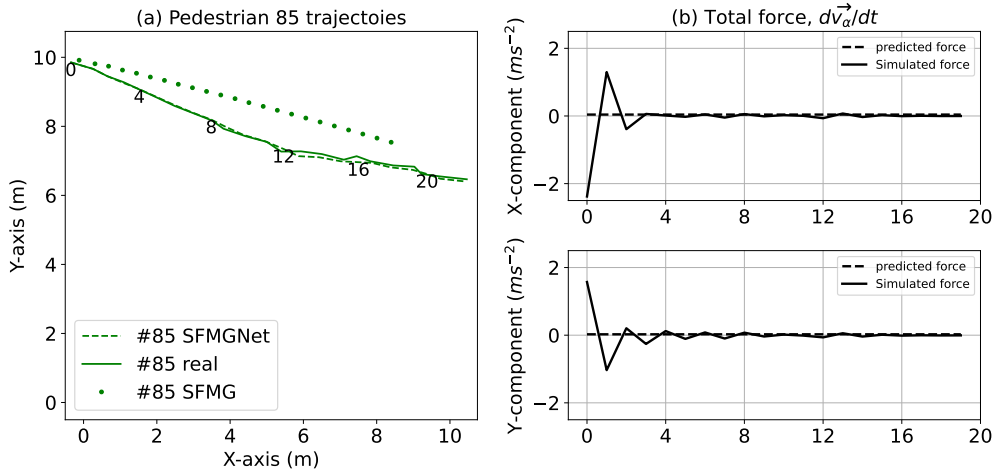 (a) Pedestrian 85 trajectoies
Y-axis (m)
10
8
6
4
2
0
0
4
8
12
16
20
#85 SFMGNet
#85 real
#85 SFMG
0 2 4 6 8 10
X-axis (m)
(b) Total force, $d\overrightarrow{v_\alpha}/dt$
X-component ($ms^{-2}$)
2
0
−2
predicted force
Simulated force
0 4 8 12 16 20
Y-component ($ms^{-2}$)
2
0
−2
predicted force
Simulated force
0 4 8 12 16 20